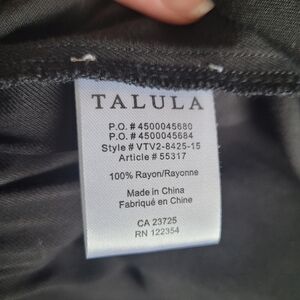 TALULA
P.O. # 4500045680
P.O. # 4500045684
Style # VTV2-8425-15
Article # 55317
100% Rayon/Rayonne
Made in China
Fabriqué en Chine
CA 23725
RN 122354